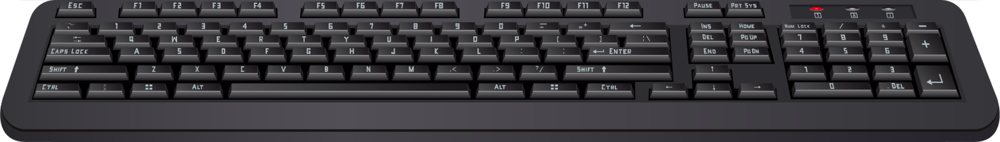 Esc F1 F2 F3 F4 F5 F6 F7 F8 F9 F10 F11 F12 Pause Prt Sys
1 A ↓
~ 1 2 3 4 5 6 7 8 9 0 — =+ ← Ins Home Num Lock / * −
Q W E R T Y U I O P [ ] ¦\ Del Pg Up 7 8 9 +
Caps Lock A S D F G H J K L : : Enter End Pg Dn 4 5 6
Shift Z X C V B N M .< .> ?/ Shift ↑ 1 2 3
Ctrl < > Alt Alt Ctrl ← ↓ → 0 . Del